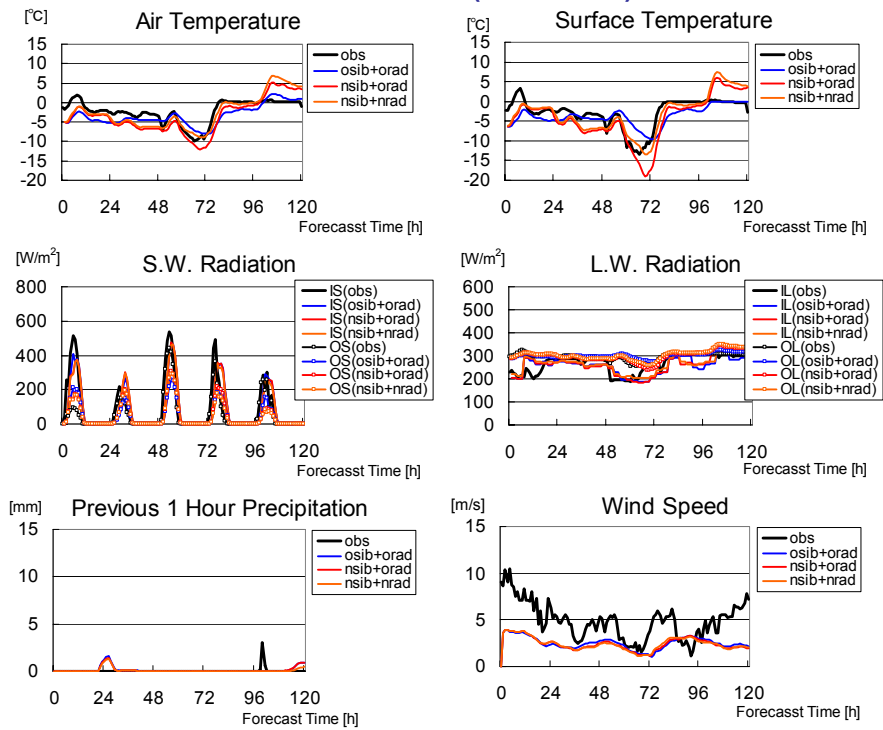 Air Temperature
[℃]
15
10
5
0
-5
-10
-15
-20
0 24 48 72 96 120
Forecasst Time [h]
obs
osib+orad
nsib+orad
nsib+nrad
Surface Temperature
[℃]
15
10
5
0
-5
-10
-15
-20
0 24 48 72 96 120
Forecasst Time [h]
obs
osib+orad
nsib+orad
nsib+nrad
S.W. Radiation
[W/m²]
800
600
400
200
0
0 24 48 72 96 120
Forecasst Time [h]
IS(obs)
IS(osib+orad)
IS(nsib+orad)
IS(nsib+nrad)
OS(obs)
OS(osib+orad)
OS(nsib+orad)
OS(nsib+nrad)
L.W. Radiation
[W/m²]
600
500
400
300
200
100
0
0 24 48 72 96 120
Forecasst Time [h]
IL(obs)
IL(osib+orad)
IL(nsib+orad)
IL(nsib+nrad)
OL(obs)
OL(osib+orad)
OL(nsib+orad)
OL(nsib+nrad)
Previous 1 Hour Precipitation
[mm]
15
10
5
0
0 24 48 72 96 120
Forecasst Time [h]
obs
osib+orad
nsib+orad
nsib+nrad
Wind Speed
[m/s]
15
10
5
0
0 24 48 72 96 120
Forecasst Time [h]
obs
osib+orad
nsib+orad
nsib+nrad